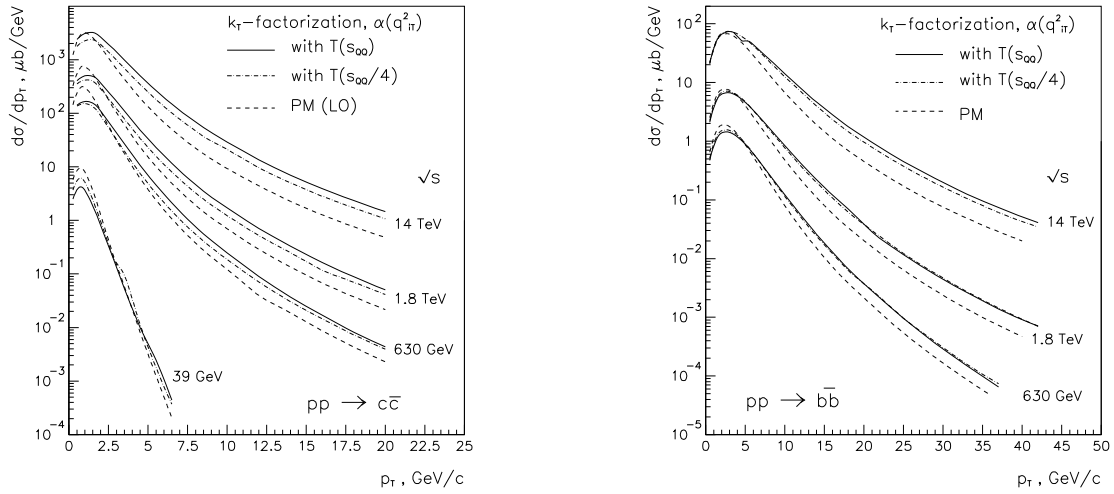 dσ/dp_T , μb/GeV
k_T−factorization, α(q²_iT)
with T(s_QQ)
with T(s_QQ/4)
PM (LO)
√s
14 TeV
1.8 TeV
630 GeV
39 GeV
pp → cc̅
10³
10²
10
1
10⁻¹
10⁻²
10⁻³
10⁻⁴
0 2.5 5 7.5 10 12.5 15 17.5 20 22.5 25
p_T , GeV/c
dσ/dp_T , μb/GeV
k_T−factorization, α(q²_iT)
with T(s_QQ)
with T(s_QQ/4)
PM
√s
14 TeV
1.8 TeV
630 GeV
pp → bb̅
10²
10
1
10⁻¹
10⁻²
10⁻³
10⁻⁴
10⁻⁵
0 5 10 15 20 25 30 35 40 45 50
p_T , GeV/c